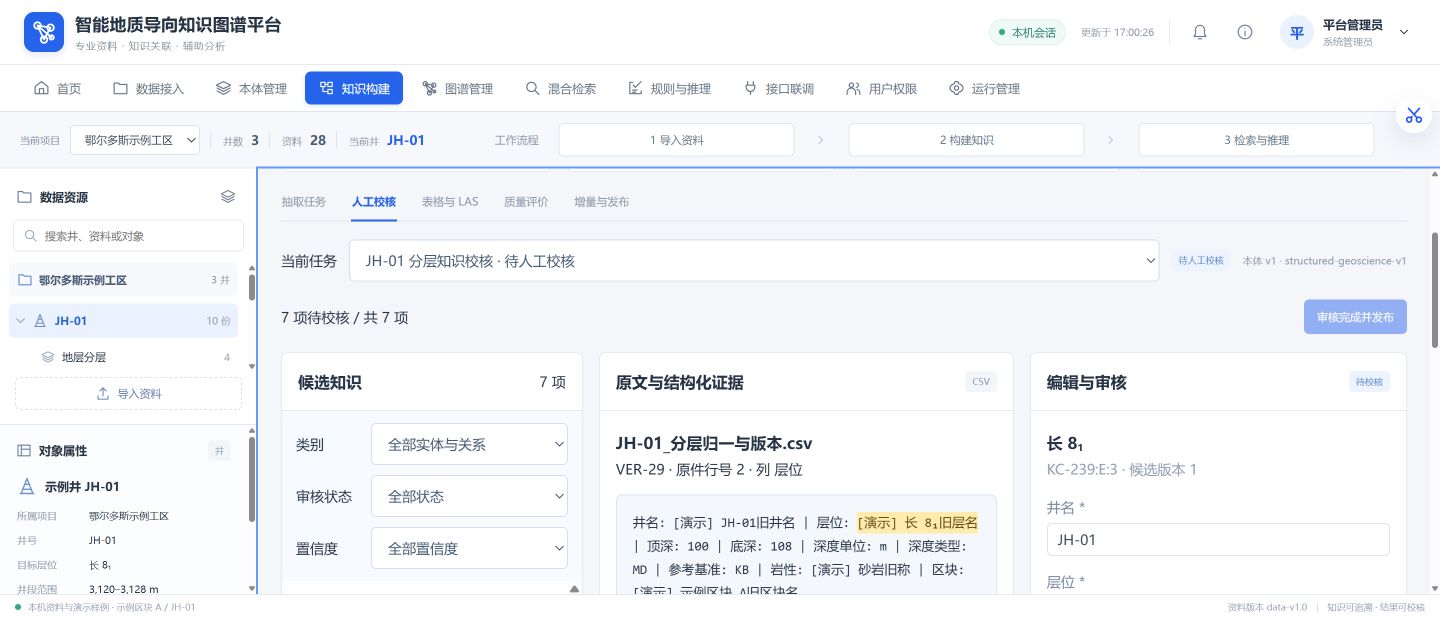 智能地质导向知识图谱平台
专业资料 · 知识关联 · 辅助分析
本机会话
更新于 17:00:26
平
平台管理员
系统管理员
首页
数据接入
本体管理
知识构建
图谱管理
混合检索
规则与推理
接口联调
用户权限
运行管理
当前项目
鄂尔多斯示例工区
井数 3
资料 28
当前井 JH-01
工作流程
1 导入资料
2 构建知识
3 检索与推理
数据资源
搜索井、资料或对象
鄂尔多斯示例工区 3 井
JH-01 10 份
地层分层 4
导入资料
对象属性 井
示例井 JH-01
所属项目 鄂尔多斯示例工区
井号 JH-01
目标层位 长 8₁
井段范围 3,120–3,128 m
抽取任务
人工校核
表格与 LAS
质量评价
增量与发布
当前任务
JH-01 分层知识校核 · 待人工校核
待人工校核
本体 v1 · structured-geoscience-v1
7 项待校核 / 共 7 项
审核完成并发布
候选知识 7 项
类别 全部实体与关系
审核状态 全部状态
置信度 全部置信度
原文与结构化证据 CSV
JH-01_分层归一与版本.csv
VER-29 · 原件行号 2 · 列 层位
井名: [演示] JH-01旧井名 | 层位: [演示] 长 8₁旧层名
| 顶深: 100 | 底深: 108 | 深度单位: m | 深度类型:
MD | 参考基准: KB | 岩性: [演示] 砂岩旧称 | 区块:
[演示] 示例区块 A旧区块名
编辑与审核 待校核
长 8₁
KC-239:E:3 · 候选版本 1
井名 *
JH-01
层位 *
本机资料与演示样例 · 示例区块 A / JH-01
资料版本 data-v1.0 | 知识可追溯 · 结果可校核